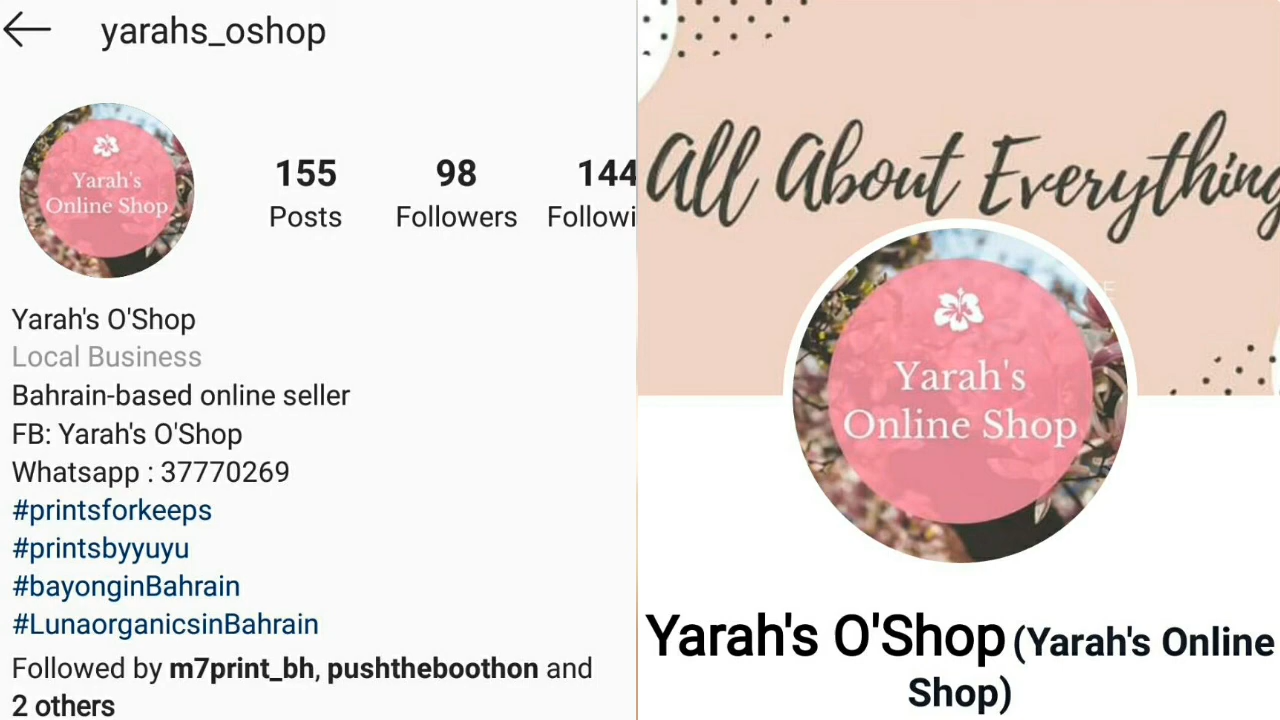 yarahs_oshop
Yarah's
Online Shop
155
Posts
98
Followers
144
Followi
Yarah's O'Shop
Local Business
Bahrain-based online seller
FB: Yarah's O'Shop
Whatsapp : 37770269
#printsforkeeps
#printsbyyuyu
#bayonginBahrain
#LunaorganicsinBahrain
Followed by m7print_bh, pushtheboothon and
2 others
All About Everything
E
Yarah's
Online Shop
Yarah's O'Shop (Yarah's Online
Shop)